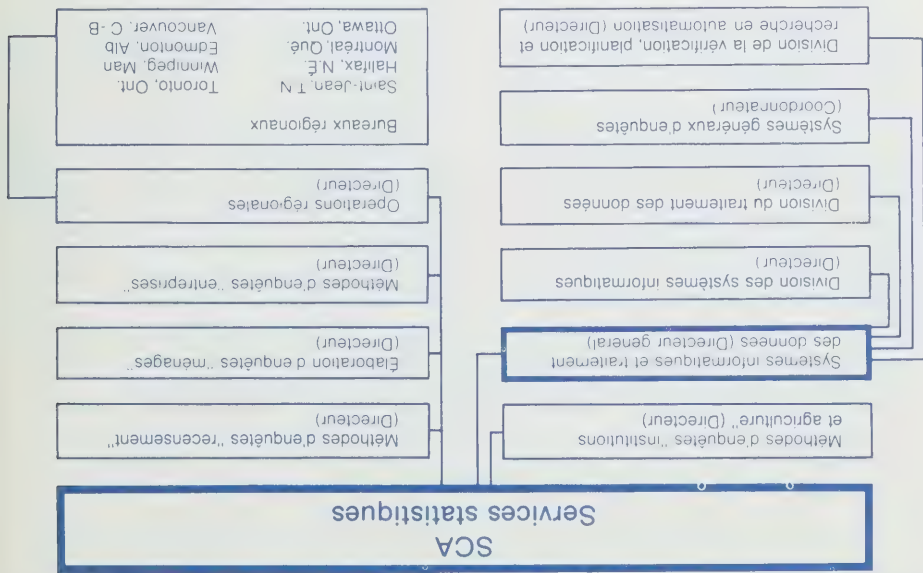 SCA
Services statistiques
Méthodes d'enquêtes "institutions
et agriculture" (Directeur)
Systèmes informatiques et traitement
des données (Directeur général)
Division des systèmes informatiques
(Directeur)
Division du traitement des données
(Directeur)
Systèmes généraux d'enquêtes
(Coordonnateur)
Division de la vérification, planification et
recherche en automatisation (Directeur)
Méthodes d'enquêtes "recensement"
(Directeur)
Élaboration d'enquêtes "ménages"
(Directeur)
Méthodes d'enquêtes "entreprises"
(Directeur)
Opérations régionales
(Directeur)
Bureaux régionaux
Saint-Jean, T.N. Toronto, Ont.
Halifax, N.É. Winnipeg, Man.
Montréal, Qué. Edmonton, Alb.
Ottawa, Ont. Vancouver, C.-B.